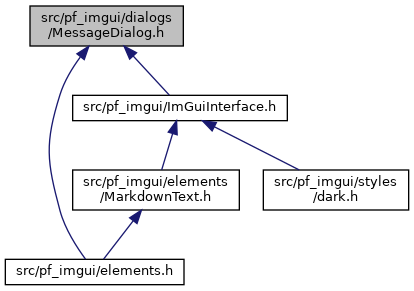 src/pf_imgui/dialogs
/MessageDialog.h
src/pf_imgui/ImGuiInterface.h
src/pf_imgui/elements
/MarkdownText.h
src/pf_imgui/styles
/dark.h
src/pf_imgui/elements.h